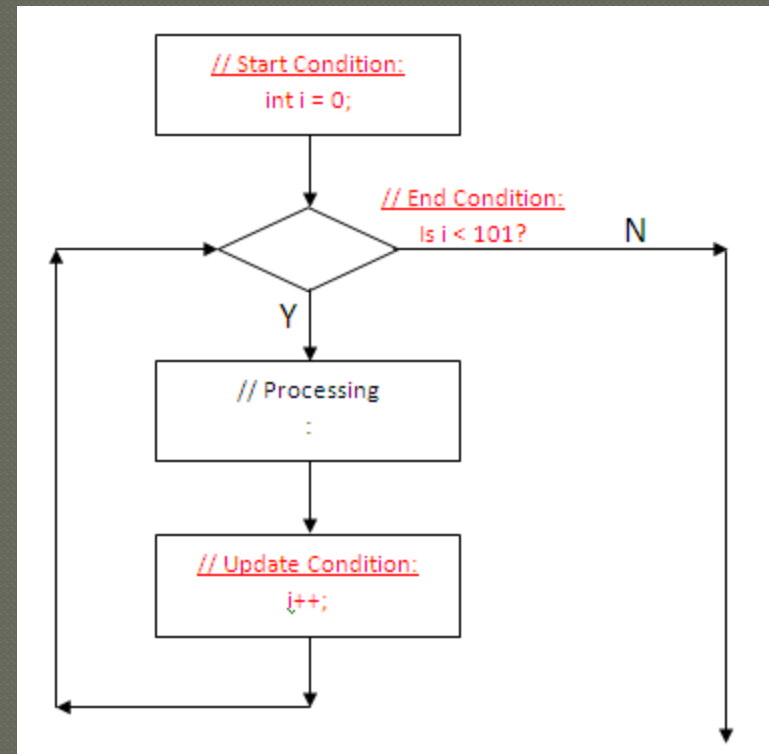 // Start Condition:
int i = 0;
// End Condition:
Is i < 101?
N
Y
// Processing
:
// Update Condition:
i++;